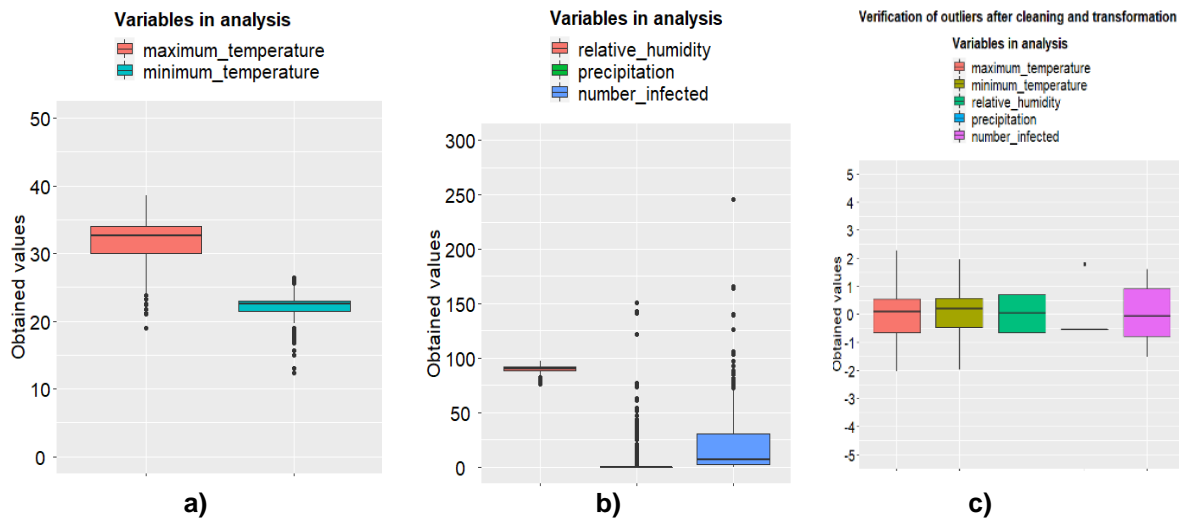 Variables in analysis
maximum_temperature
minimum_temperature
Obtained values
50
40
30
20
10
0
a)
Variables in analysis
relative_humidity
precipitation
number_infected
Obtained values
300
250
200
150
100
50
0
b)
Verification of outliers after cleaning and transformation
Variables in analysis
maximum_temperature
minimum_temperature
relative_humidity
precipitation
number_infected
Obtained values
5
4
3
2
1
0
-1
-2
-3
-4
-5
c)